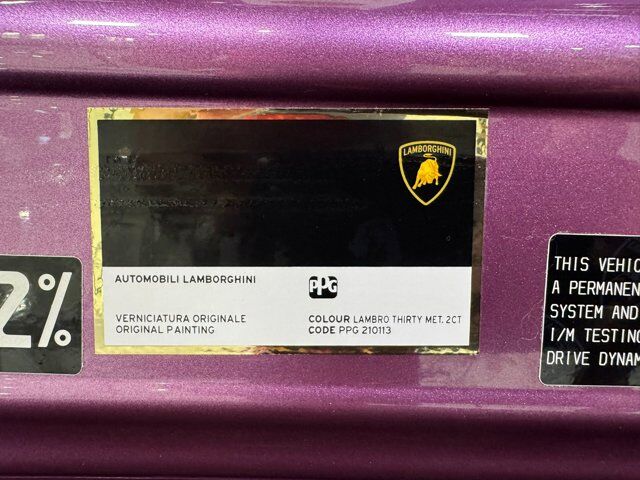 LAMBORGHINI
AUTOMOBILI LAMBORGHINI
PPG
VERNICIATURA ORIGINALE
ORIGINAL PAINTING
COLOUR LAMBRO THIRTY MET. 2CT
CODE PPG 210113
2%
THIS VEHIC
A PERMANEN
SYSTEM AND
I/M TESTING
DRIVE DYNAM